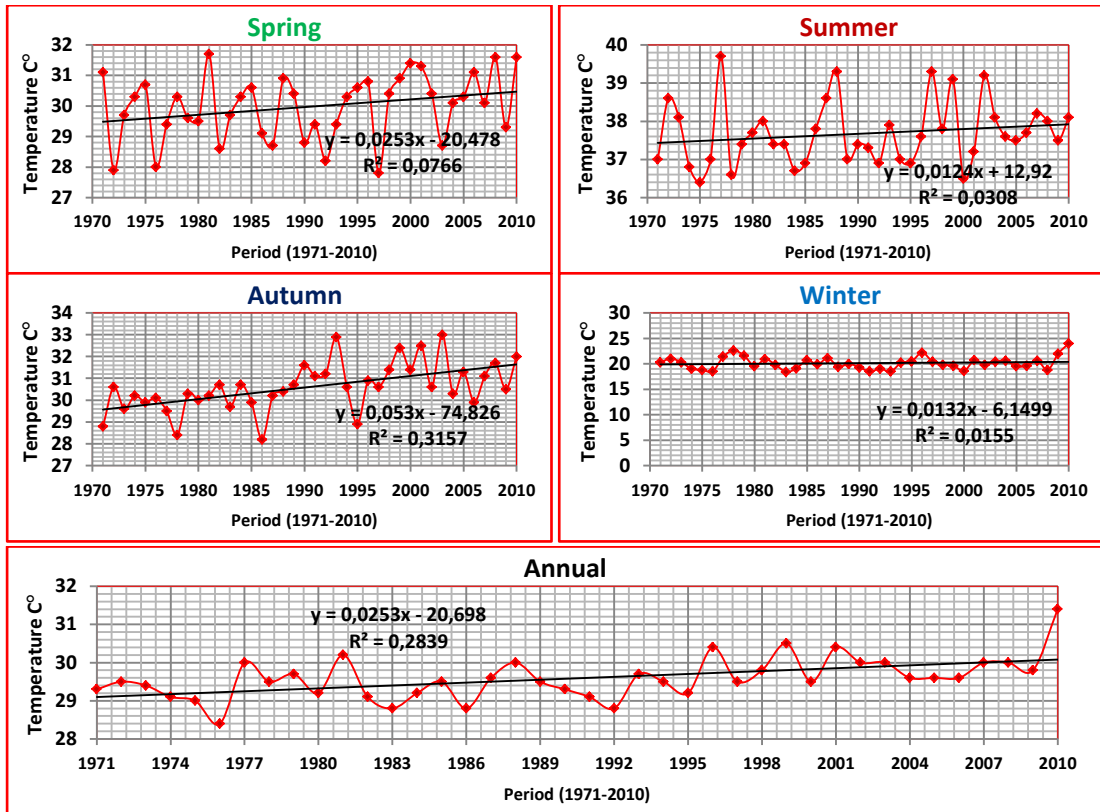 Spring
Temperature C°
32
31
30
29
28
27
y = 0,0253x - 20,478
R² = 0,0766
1970 1975 1980 1985 1990 1995 2000 2005 2010
Period (1971-2010)
Summer
Temperature C°
40
39
38
37
36
y = 0,0124x + 12,92
R² = 0,0308
1970 1975 1980 1985 1990 1995 2000 2005 2010
Period (1971-2010)
Autumn
Temperature C°
34
33
32
31
30
29
28
27
y = 0,053x - 74,826
R² = 0,3157
1970 1975 1980 1985 1990 1995 2000 2005 2010
Period (1971-2010)
Winter
Temperature C°
30
25
20
15
10
5
0
y = 0,0132x - 6,1499
R² = 0,0155
1970 1975 1980 1985 1990 1995 2000 2005 2010
Period (1971-2010)
Annual
Temperature C°
32
31
30
29
28
y = 0,0253x - 20,698
R² = 0,2839
1971 1974 1977 1980 1983 1986 1989 1992 1995 1998 2001 2004 2007 2010
Period (1971-2010)